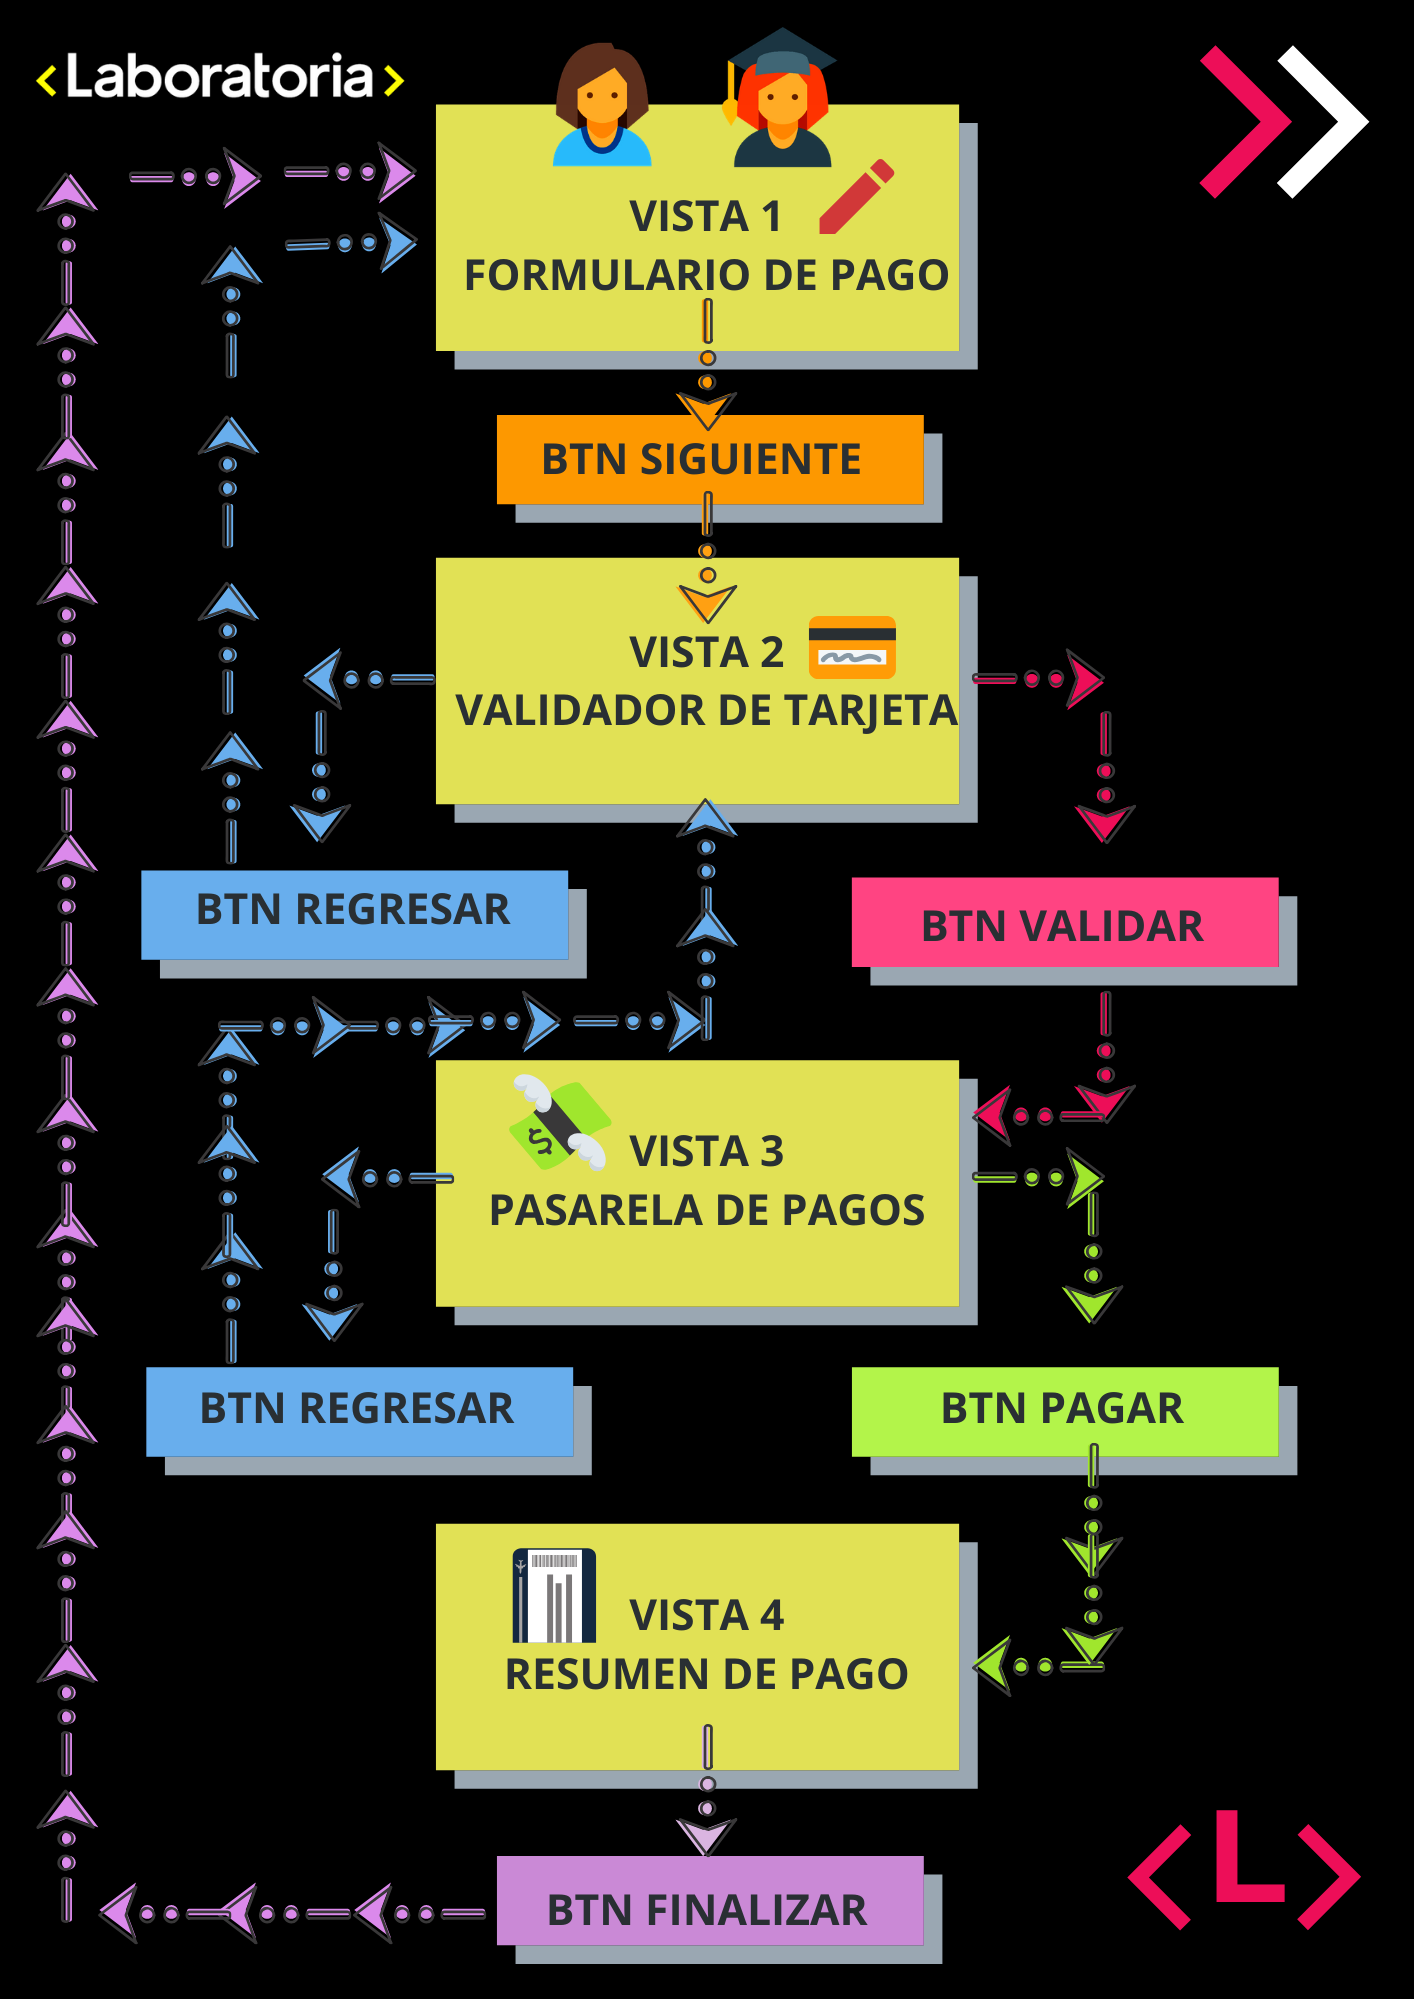 <Laboratoria>
VISTA 1
FORMULARIO DE PAGO
BTN SIGUIENTE
VISTA 2
VALIDADOR DE TARJETA
BTN REGRESAR
BTN VALIDAR
$
VISTA 3
PASARELA DE PAGOS
BTN REGRESAR
BTN PAGAR
VISTA 4
RESUMEN DE PAGO
BTN FINALIZAR
<L>